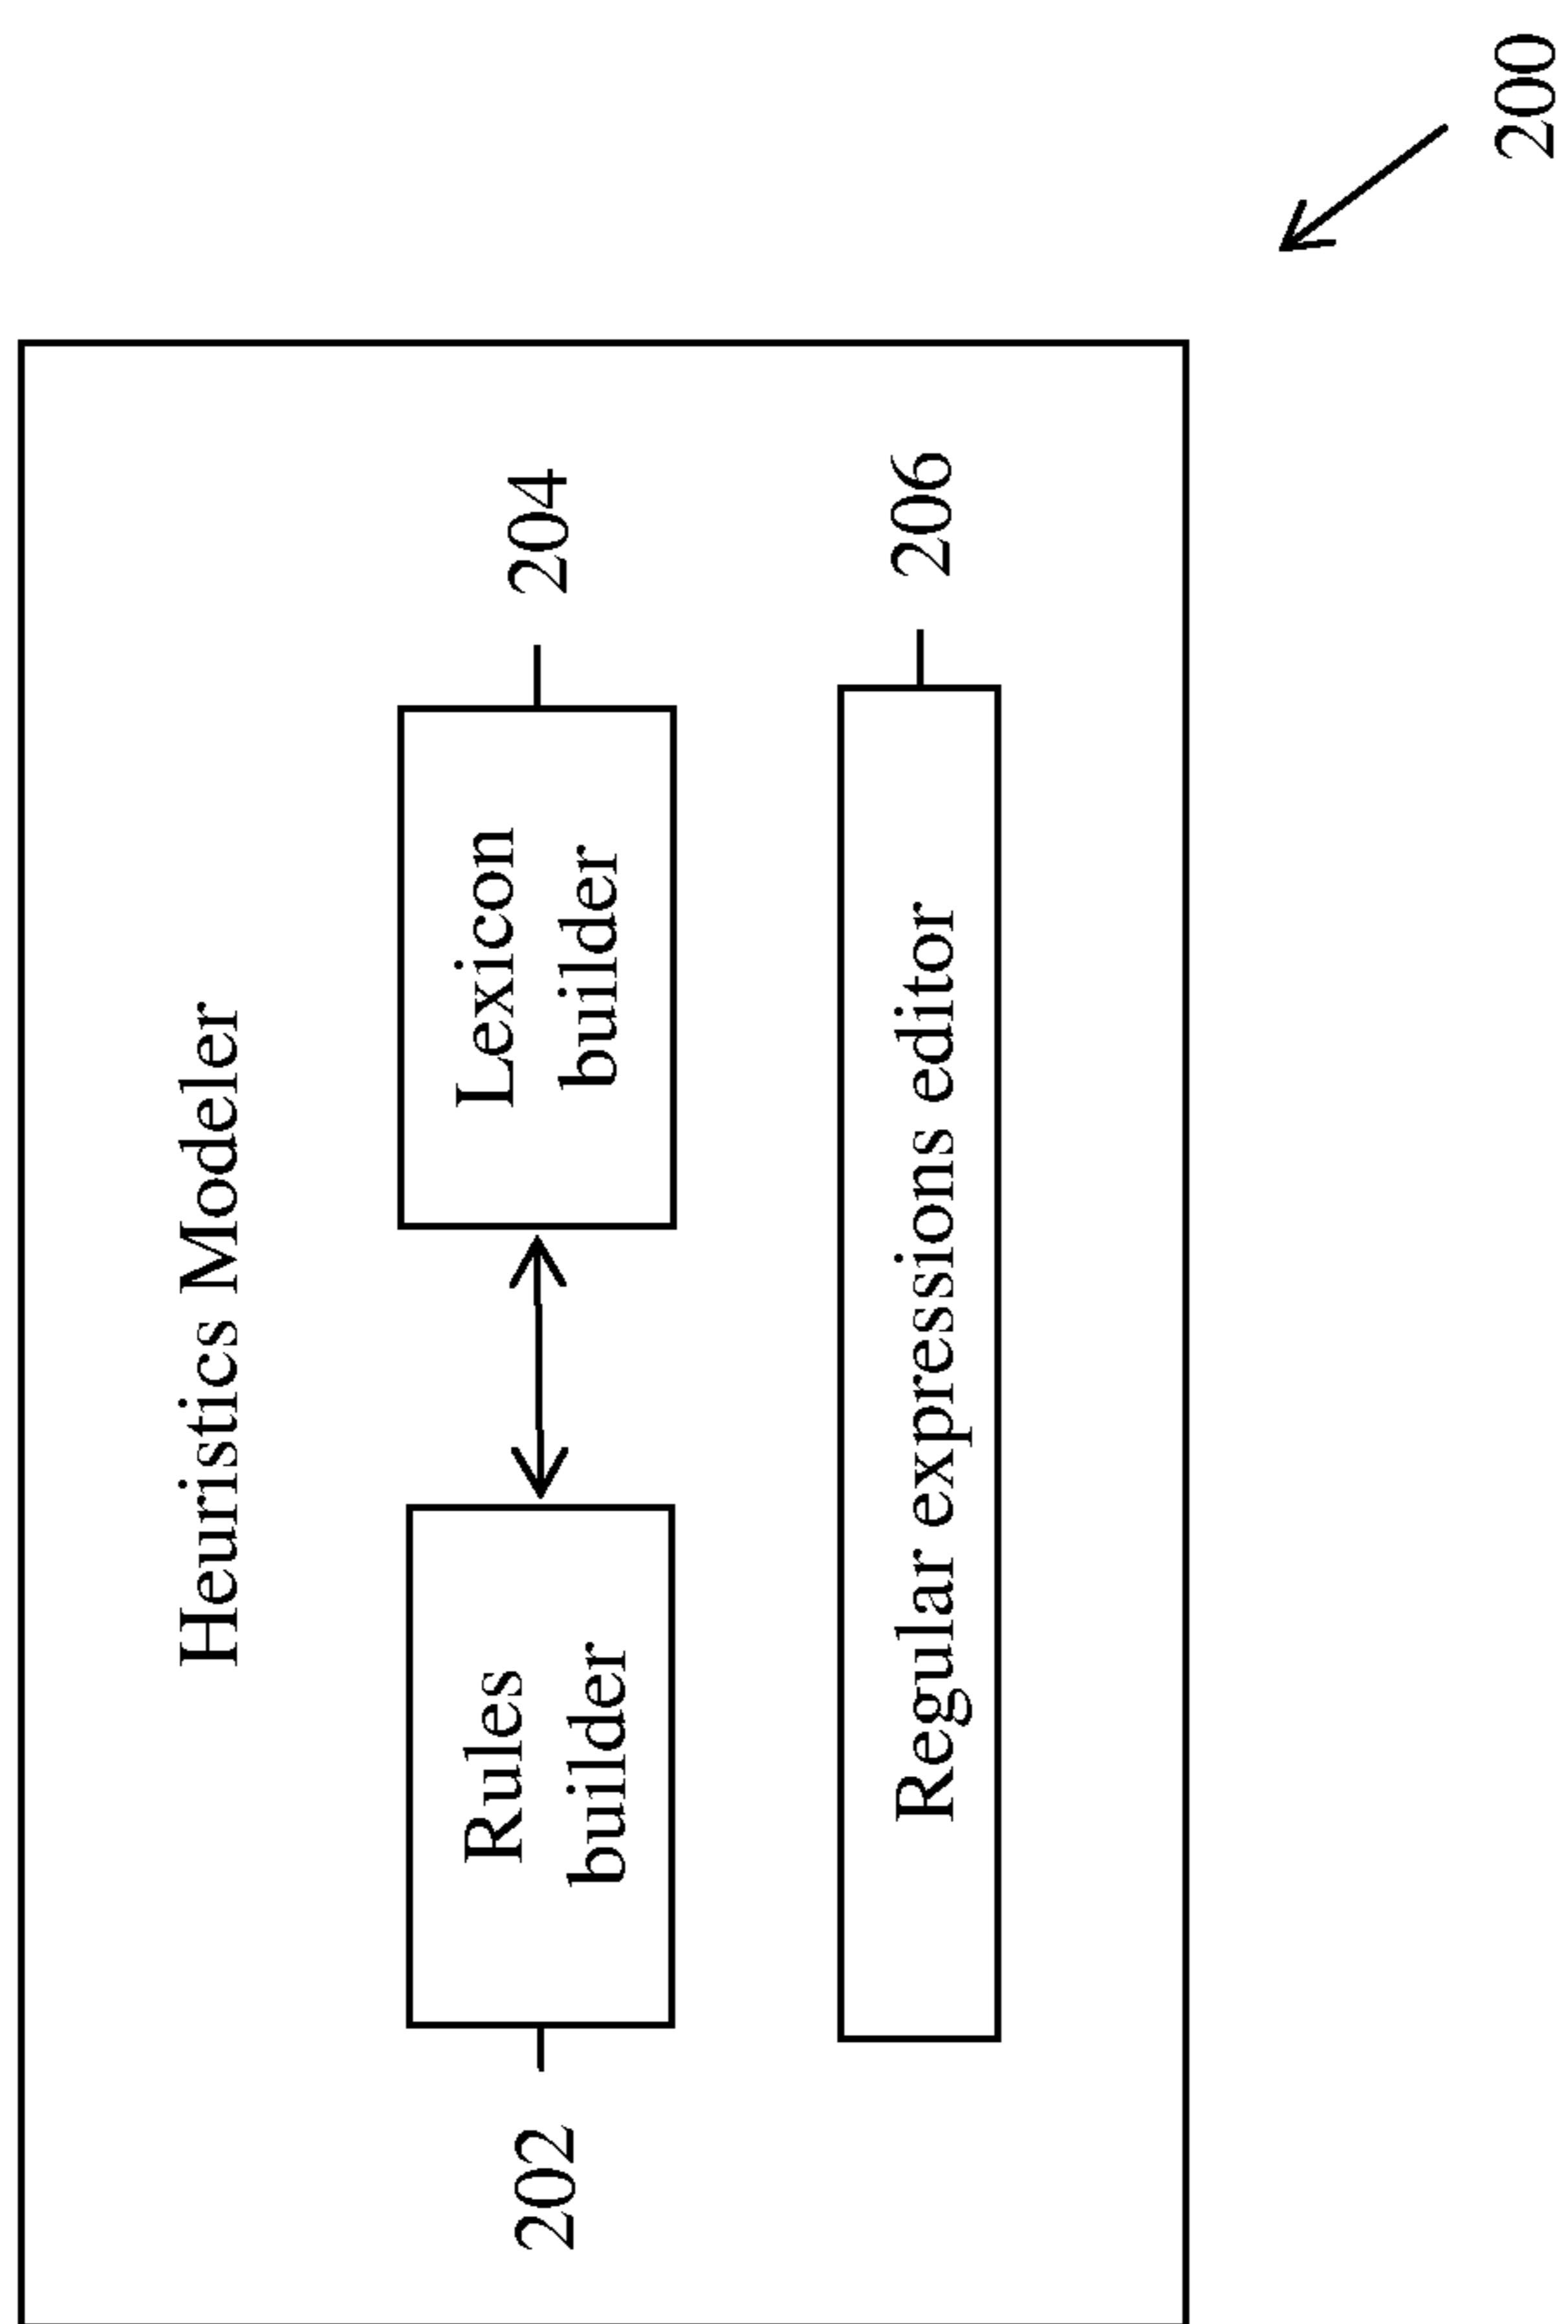 Heuristics Modeler
202
Rules
builder
Lexicon
builder
204
Regular expressions editor
206
200